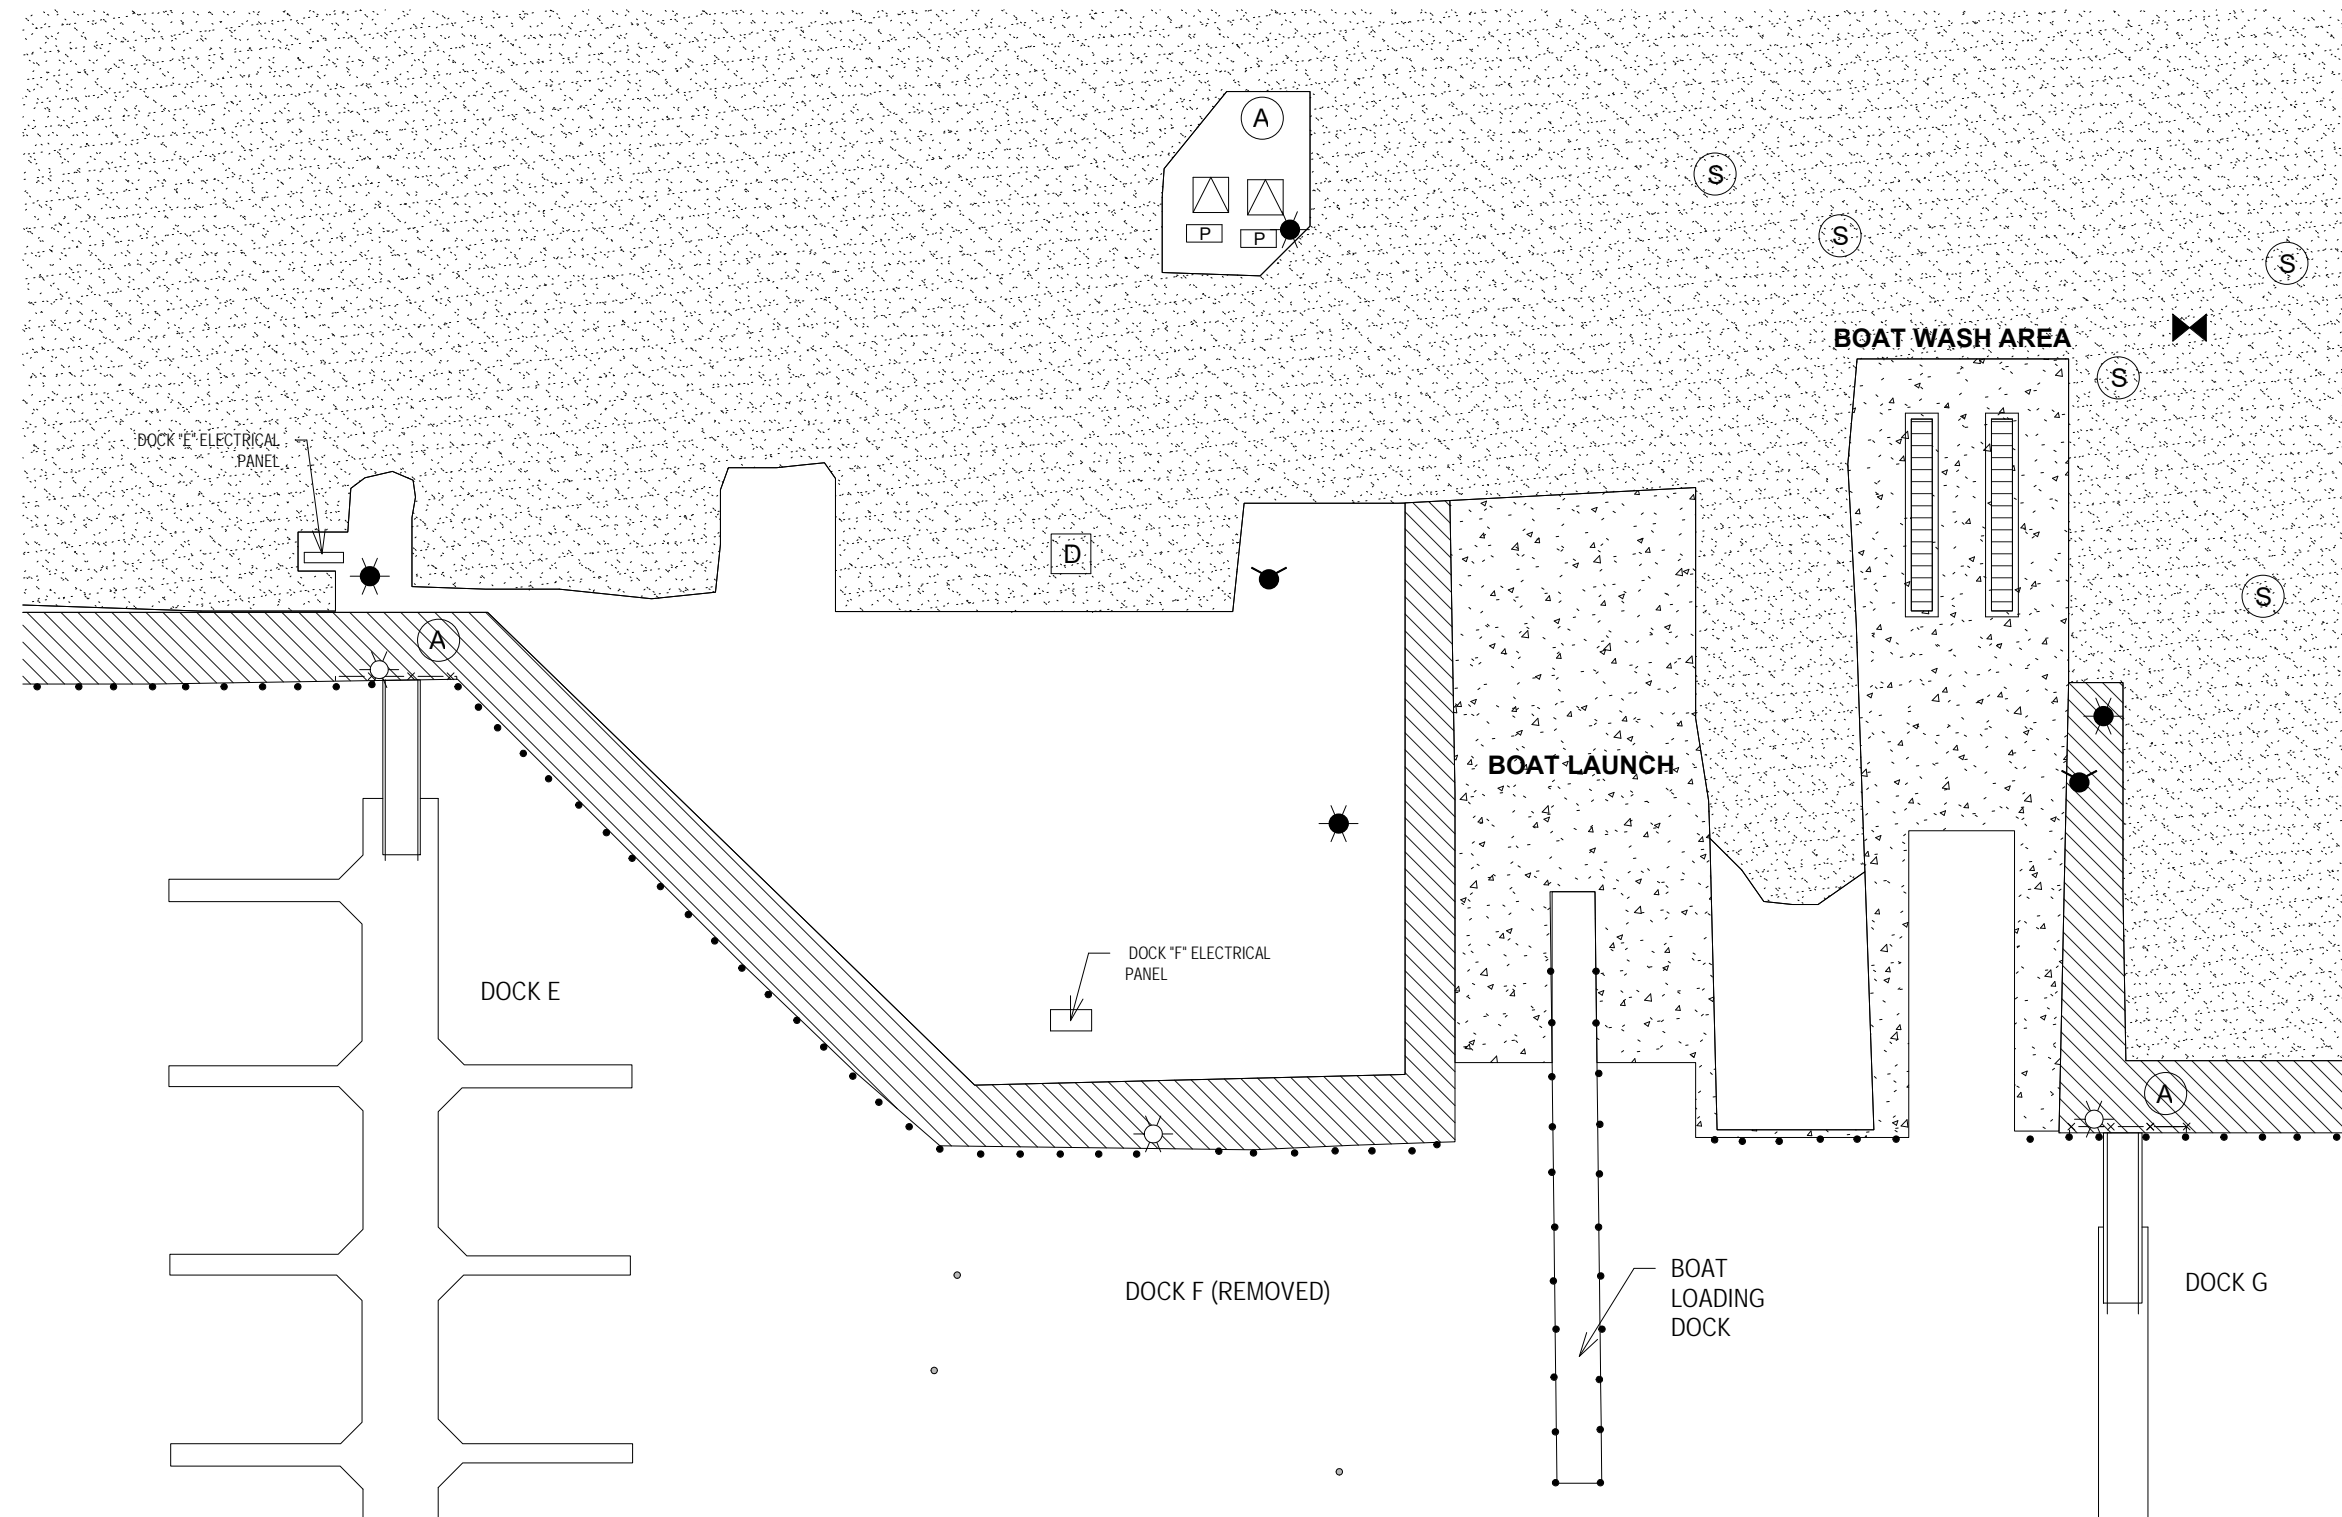 A
S
P
P
S
S
BOAT WASH AREA
S
DOCK "E" ELECTRICAL
PANEL
D
S
A
BOAT LAUNCH
DOCK "F" ELECTRICAL
PANEL
DOCK E
A
DOCK F (REMOVED)
BOAT
LOADING
DOCK
DOCK G